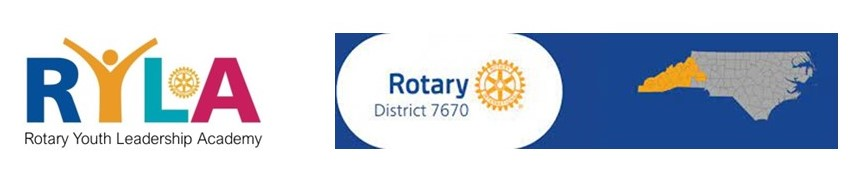 RYLA
Rotary Youth Leadership Academy
Rotary
District 7670